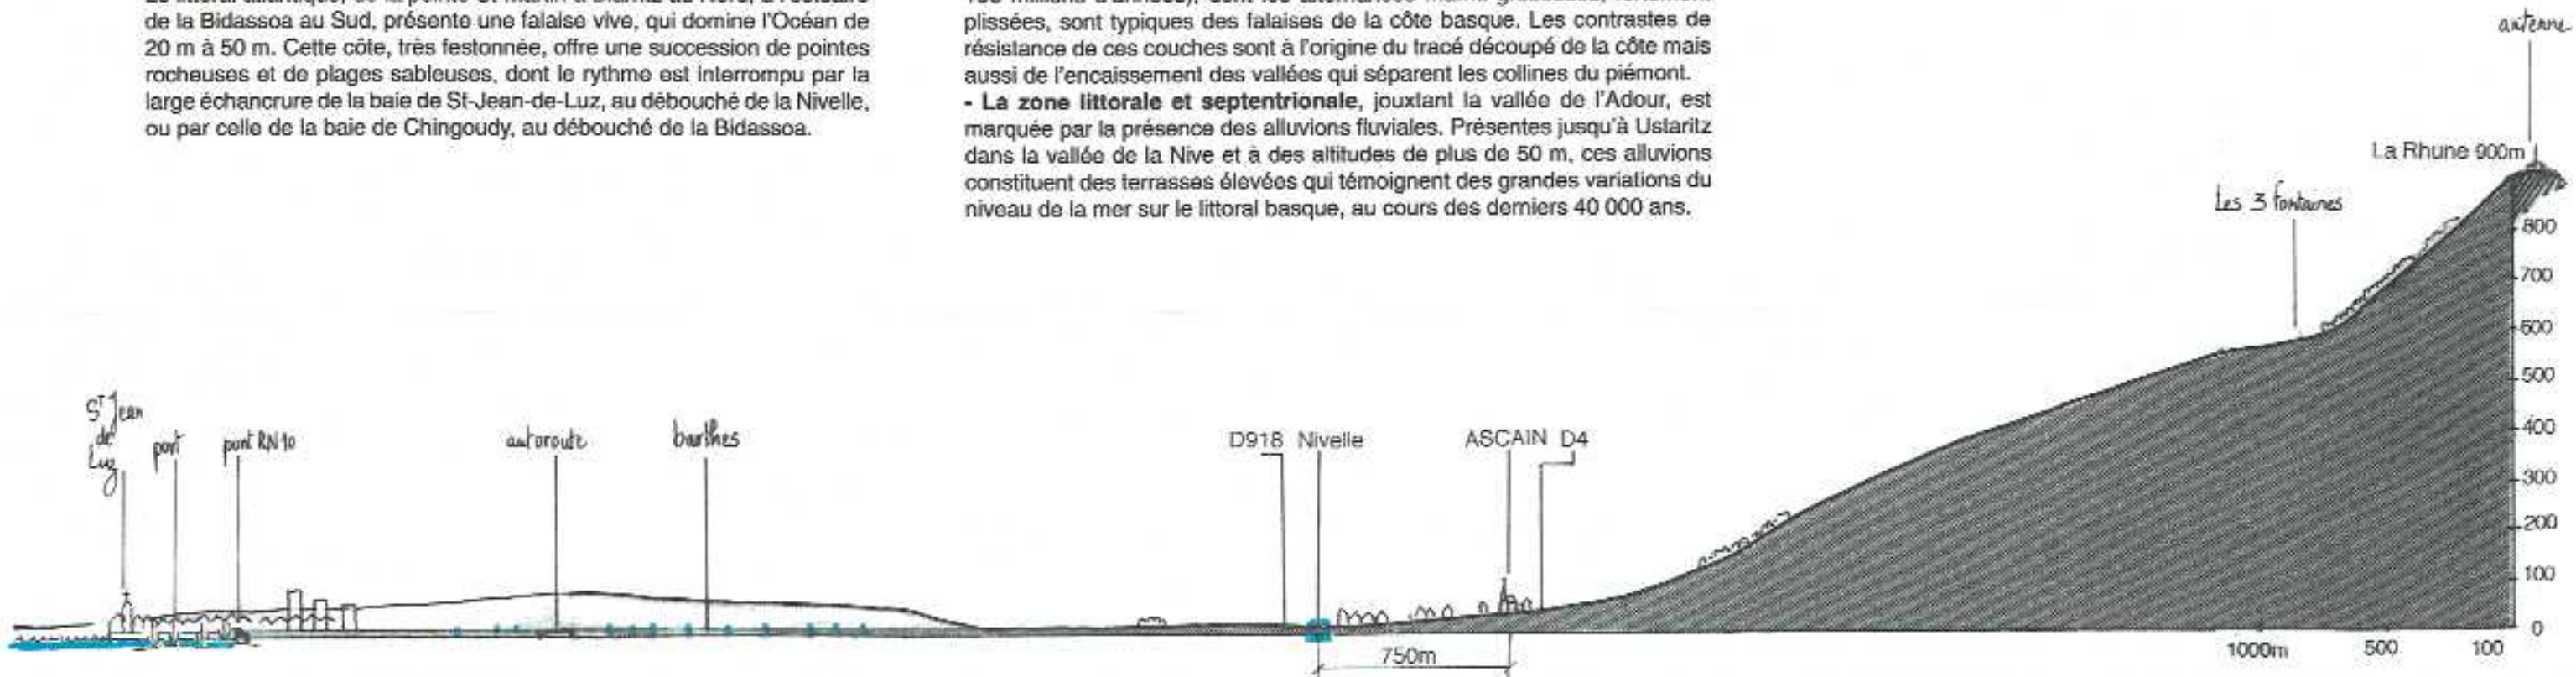 de la Bidassoa au Sud, présente une falaise vive, qui domine l'Océan de
20 m à 50 m. Cette côte, très festonnée, offre une succession de pointes
rocheuses et de plages sableuses, dont le rythme est interrompu par la
large échancrure de la baie de St-Jean-de-Luz, au débouché de la Nivelle,
ou par celle de la baie de Chingoudy, au débouché de la Bidassoa.
plissées, sont typiques des falaises de la côte basque. Les contrastes de
résistance de ces couches sont à l'origine du tracé découpé de la côte mais
aussi de l'encaissement des vallées qui séparent les collines du piémont.
- La zone littorale et septentrionale, jouxtant la vallée de l'Adour, est
marquée par la présence des alluvions fluviales. Présentes jusqu'à Ustaritz
dans la vallée de la Nive et à des altitudes de plus de 50 m, ces alluvions
constituent des terrasses élevées qui témoignent des grandes variations du
niveau de la mer sur le littoral basque, au cours des derniers 40 000 ans.
antenne
La Rhune 900m
Les 3 fontaines
800
700
600
500
400
300
200
100
0
St Jean
de
Luz
port
pont RN10
autoroute
barthes
D918 Nivelle
ASCAIN D4
750m
1000m 500 100